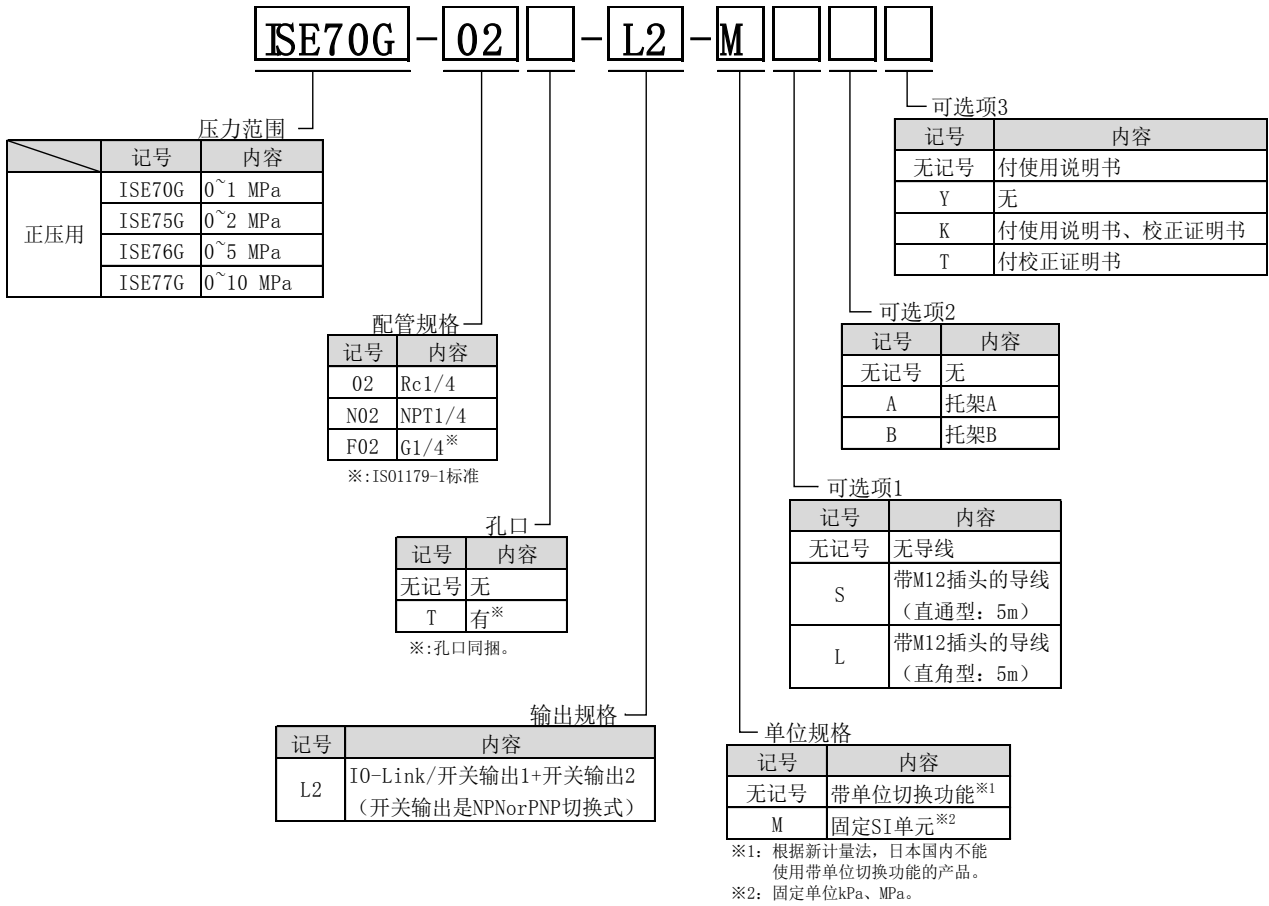 ISE70G-02□-L2-M□□□
压力范围
记号 内容
正压用
ISE70G 0~1 MPa
ISE75G 0~2 MPa
ISE76G 0~5 MPa
ISE77G 0~10 MPa
配管规格
记号 内容
02 Rc1/4
N02 NPT1/4
F02 G1/4※
※:ISO1179-1标准
孔口
记号 内容
无记号 无
T 有※
※:孔口同捆。
输出规格
记号 内容
L2 IO-Link/开关输出1+开关输出2
（开关输出是NPNorPNP切换式）
单位规格
记号 内容
无记号 带单位切换功能※1
M 固定SI单元※2
※1: 根据新计量法，日本国内不能
使用带单位切换功能的产品。
※2: 固定单位kPa、MPa。
可选项1
记号 内容
无记号 无导线
S 带M12插头的导线
（直通型：5m）
L 带M12插头的导线
（直角型：5m）
可选项2
记号 内容
无记号 无
A 托架A
B 托架B
可选项3
记号 内容
无记号 付使用说明书
Y 无
K 付使用说明书、校正证明书
T 付校正证明书